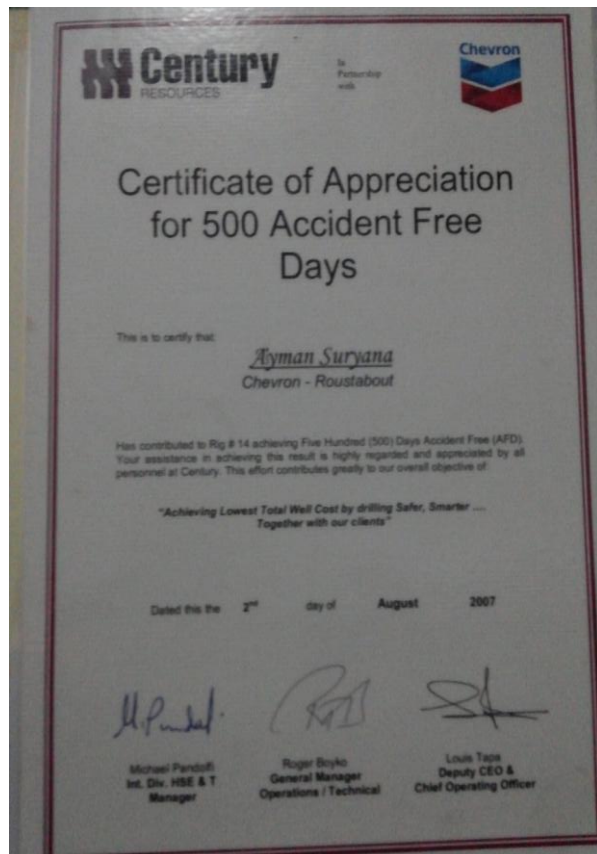 Century
RESOURCES
In
Partnership
with
Chevron
Certificate of Appreciation
for 500 Accident Free
Days
This is to certify that:
Ayman Suryana
Chevron - Roustabout
Has contributed to Rig # 14 achieving Five Hundred (500) Days Accident Free (AFD).
Your assistance in achieving this result is highly regarded and appreciated by all
personnel at Century. This effort contributes greatly to our overall objective of:
"Achieving Lowest Total Well Cost by drilling Safer, Smarter ....
Together with our clients"
Dated this the 2nd day of August 2007
Michael Pandolfi
Int. Div. HSE & T
Manager
Roger Boyko
General Manager
Operations / Technical
Louis Tapa
Deputy CEO &
Chief Operating Officer